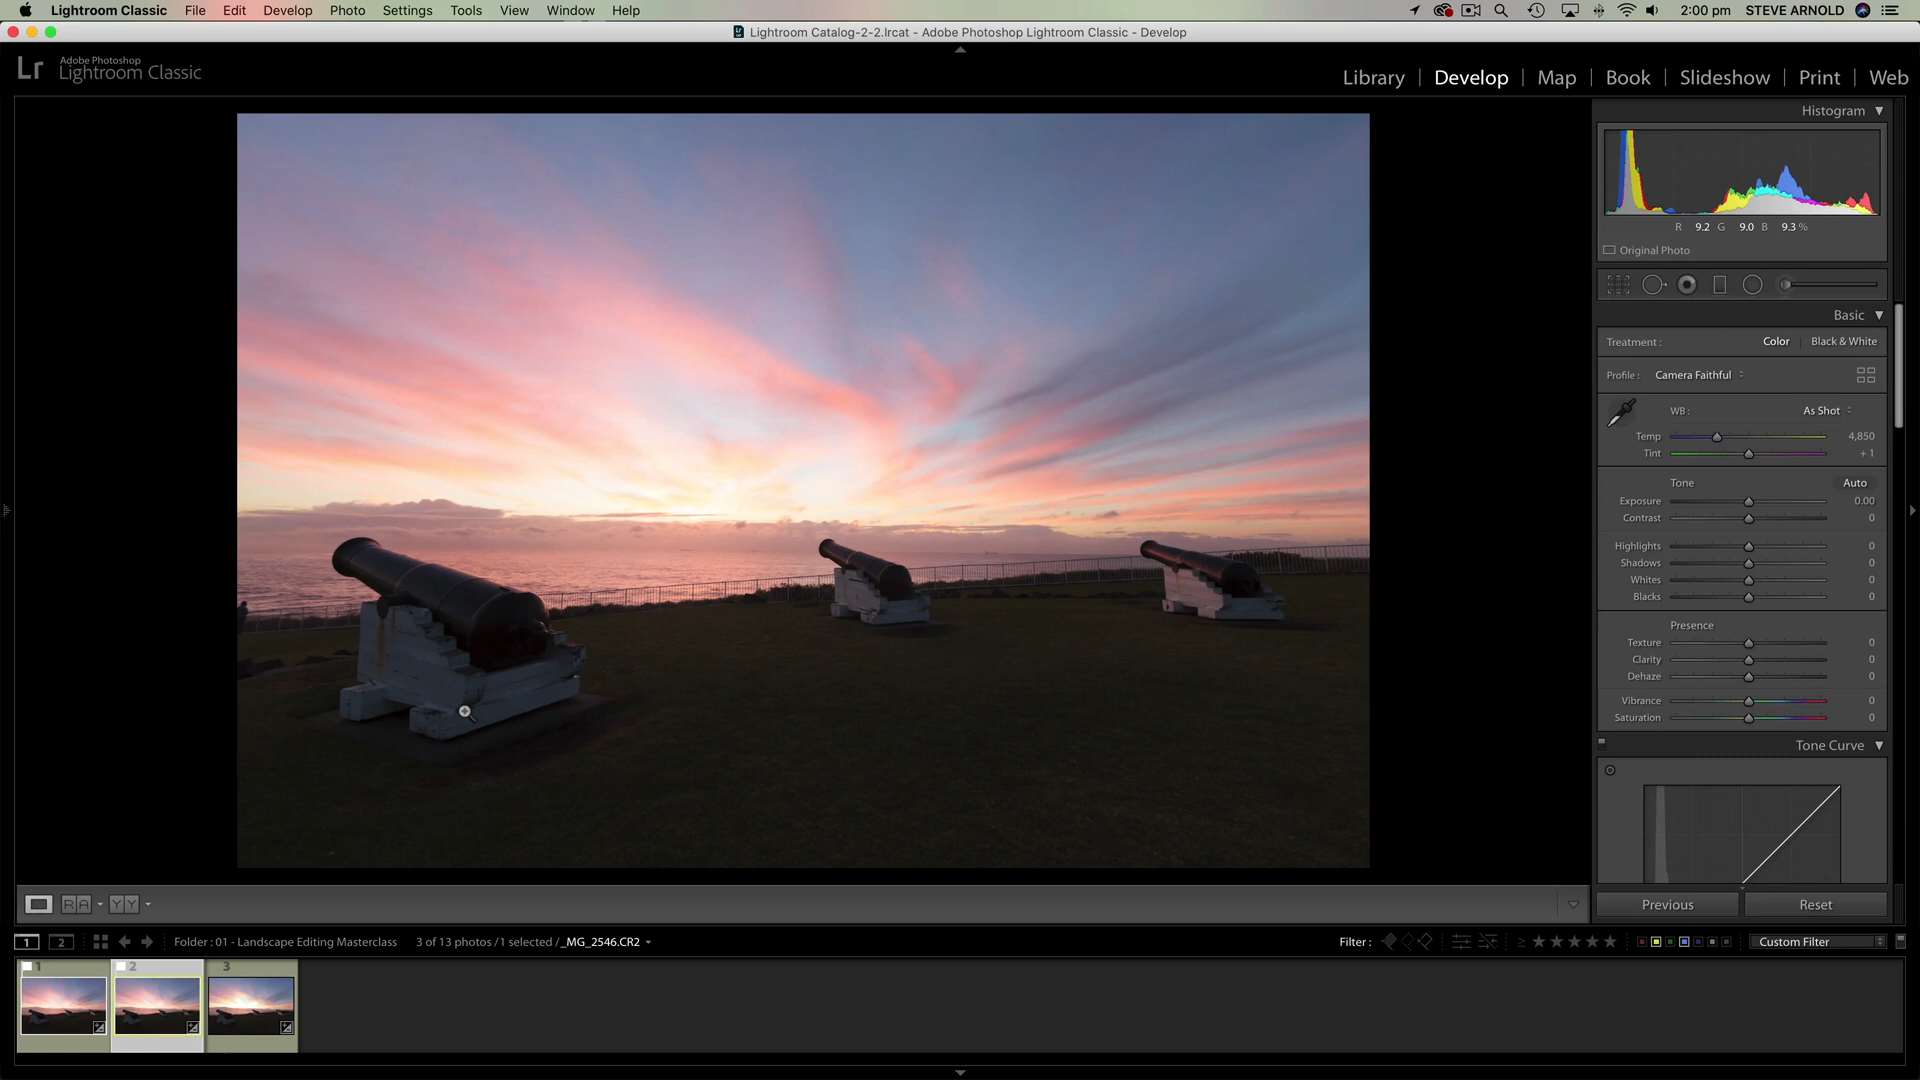 Lightroom Classic File Edit Develop Photo Settings Tools View Window Help 2:00 pm STEVE ARNOLD
Lightroom Catalog-2-2.lrcat - Adobe Photoshop Lightroom Classic - Develop
Lr Adobe Photoshop
Lightroom Classic
Library | Develop | Map | Book | Slideshow | Print | Web
Histogram
R 9.2 G 9.0 B 9.3 %
Original Photo
Basic
Treatment : Color | Black & White
Profile : Camera Faithful
WB : As Shot
Temp 4,850
Tint + 1
Tone Auto
Exposure 0.00
Contrast 0
Highlights 0
Shadows 0
Whites 0
Blacks 0
Presence
Texture 0
Clarity 0
Dehaze 0
Vibrance 0
Saturation 0
Tone Curve
R A Y Y
Previous Reset
1 2 Folder : 01 - Landscape Editing Masterclass 3 of 13 photos /1 selected /_MG_2546.CR2 Filter : ≥ ★ ★ ★ ★ ★ Custom Filter
1 2 3